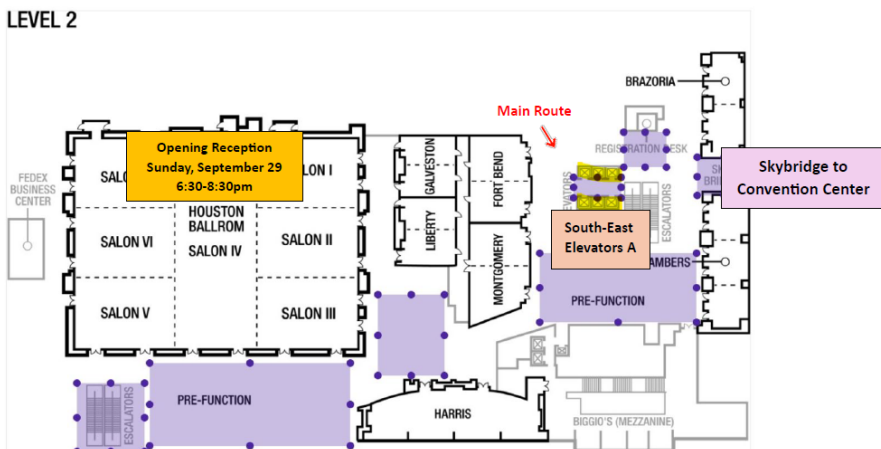 LEVEL 2
BRAZORIA
Main Route
REGISTRATION DESK
Opening Reception
Sunday, September 29
6:30-8:30pm
SALON I
GALVESTON
FORT BEND
Skybridge to
Convention Center
FEDEX
BUSINESS
CENTER
HOUSTON
BALLROM
SALON VI
SALON IV
SALON II
LIBERTY
MONTGOMERY
ESCALATORS
South-East
Elevators A
SALON V
SALON III
PRE-FUNCTION
PRE-FUNCTION
ESCALATORS
HARRIS
BIGGIO'S (MEZZANINE)